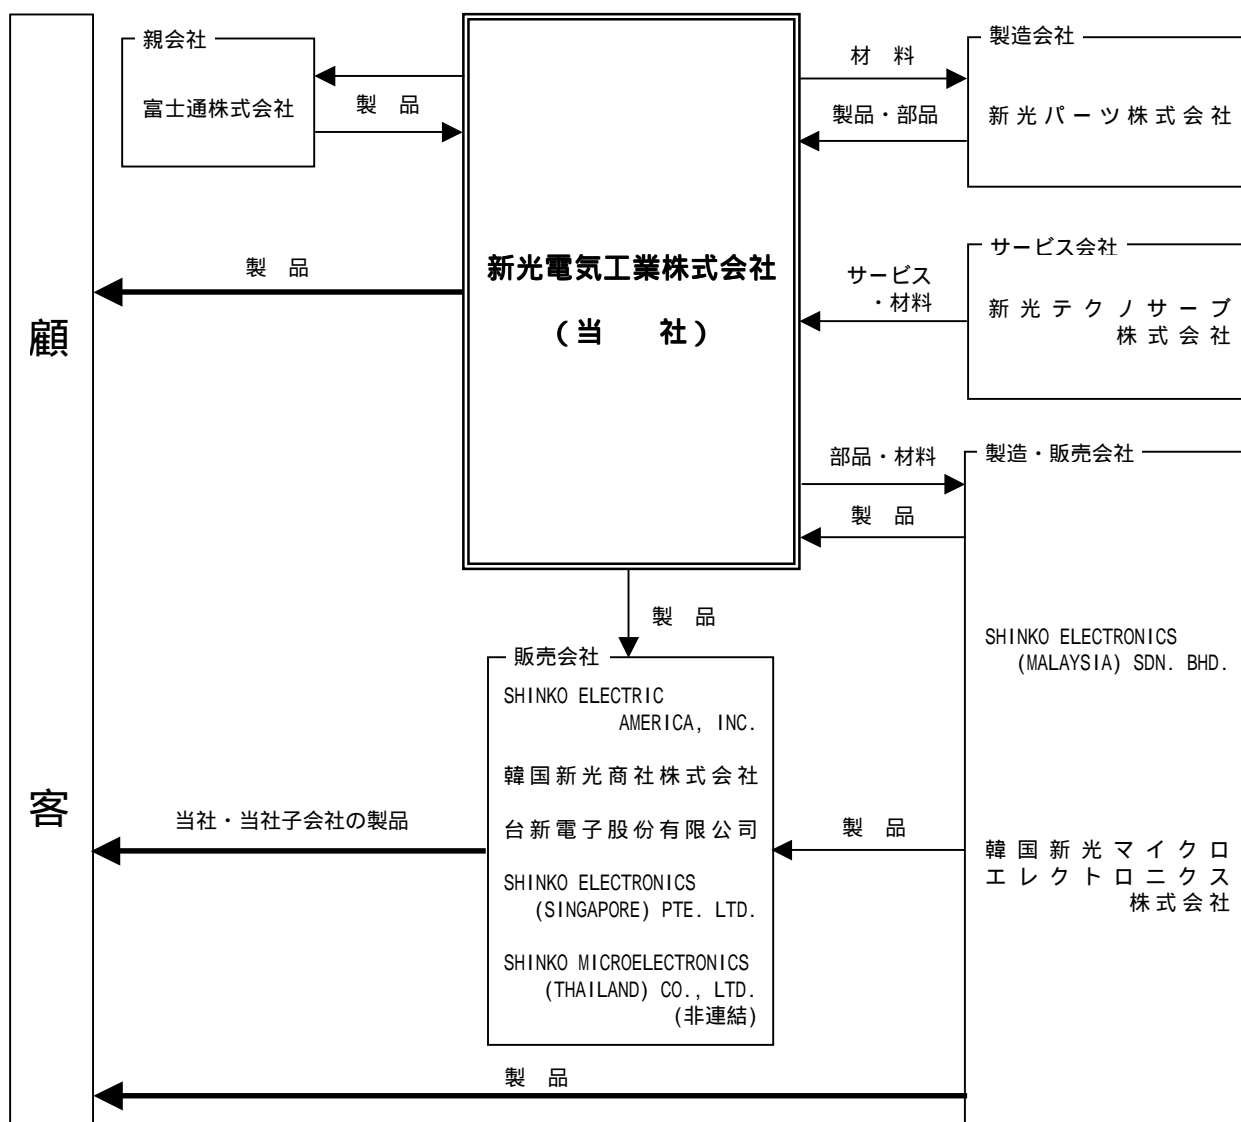 親会社
富士通株式会社
製 品
製 品
顧
客
新光電気工業株式会社
(当 社)
材 料
製品・部品
製造会社
新光パーツ株式会社
サービス会社
サービス
・材料
新光テクノサーブ
株式会社
部品・材料
製 品
製造・販売会社
SHINKO ELECTRONICS
(MALAYSIA) SDN. BHD.
韓国新光マイクロ
エレクトロニクス
株式会社
製 品
販売会社
SHINKO ELECTRIC
AMERICA, INC.
韓国新光商社株式会社
台新電子股份有限公司
SHINKO ELECTRONICS
(SINGAPORE) PTE. LTD.
SHINKO MICROELECTRONICS
(THAILAND) CO., LTD.
(非連結)
当社・当社子会社の製品
製 品
製 品